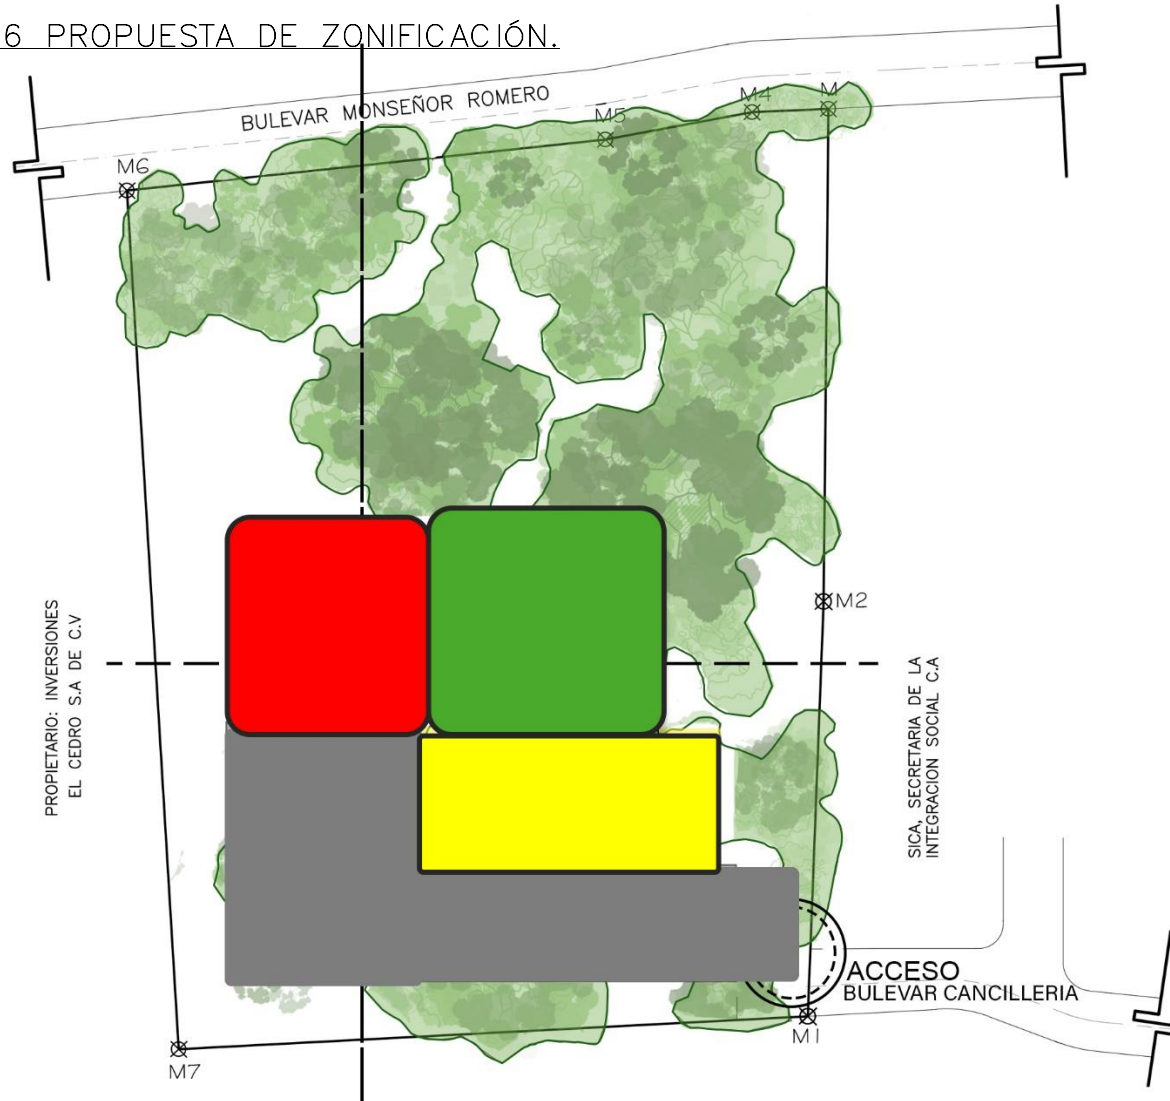 6 PROPUESTA DE ZONIFICACIÓN.
BULEVAR MONSEÑOR ROMERO
M4
M
M5
M6
M2
PROPIETARIO: INVERSIONES
EL CEDRO S.A DE C.V
SICA, SECRETARIA DE LA
INTEGRACION SOCIAL C.A
ACCESO
BULEVAR CANCILLERIA
M1
M7